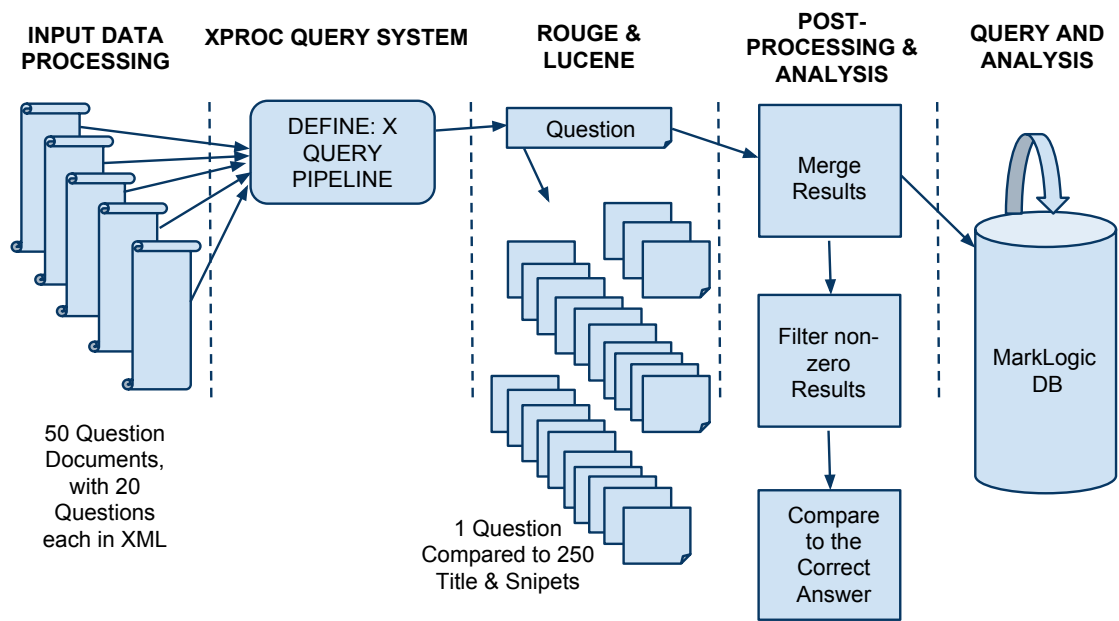 INPUT DATA
PROCESSING
XPROC QUERY SYSTEM
ROUGE &
LUCENE
POST-
PROCESSING &
ANALYSIS
QUERY AND
ANALYSIS
DEFINE: X
QUERY
PIPELINE
Question
Merge
Results
Filter non-
zero
Results
Compare
to the
Correct
Answer
MarkLogic
DB
50 Question
Documents,
with 20
Questions
each in XML
1 Question
Compared to 250
Title & Snipets